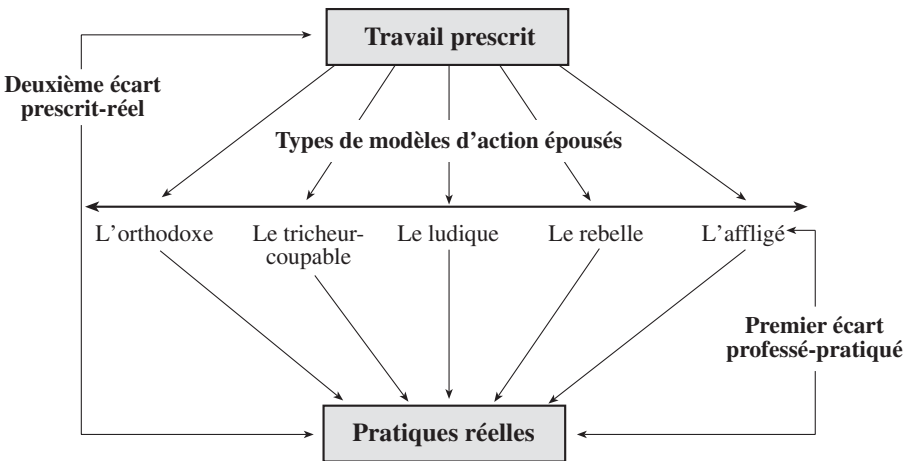 Travail prescrit
Deuxième écart
prescrit-réel
Types de modèles d'action épousés
L'orthodoxe
Le tricheur-
coupable
Le ludique
Le rebelle
L'affligé
Premier écart
professé-pratiqué
Pratiques réelles